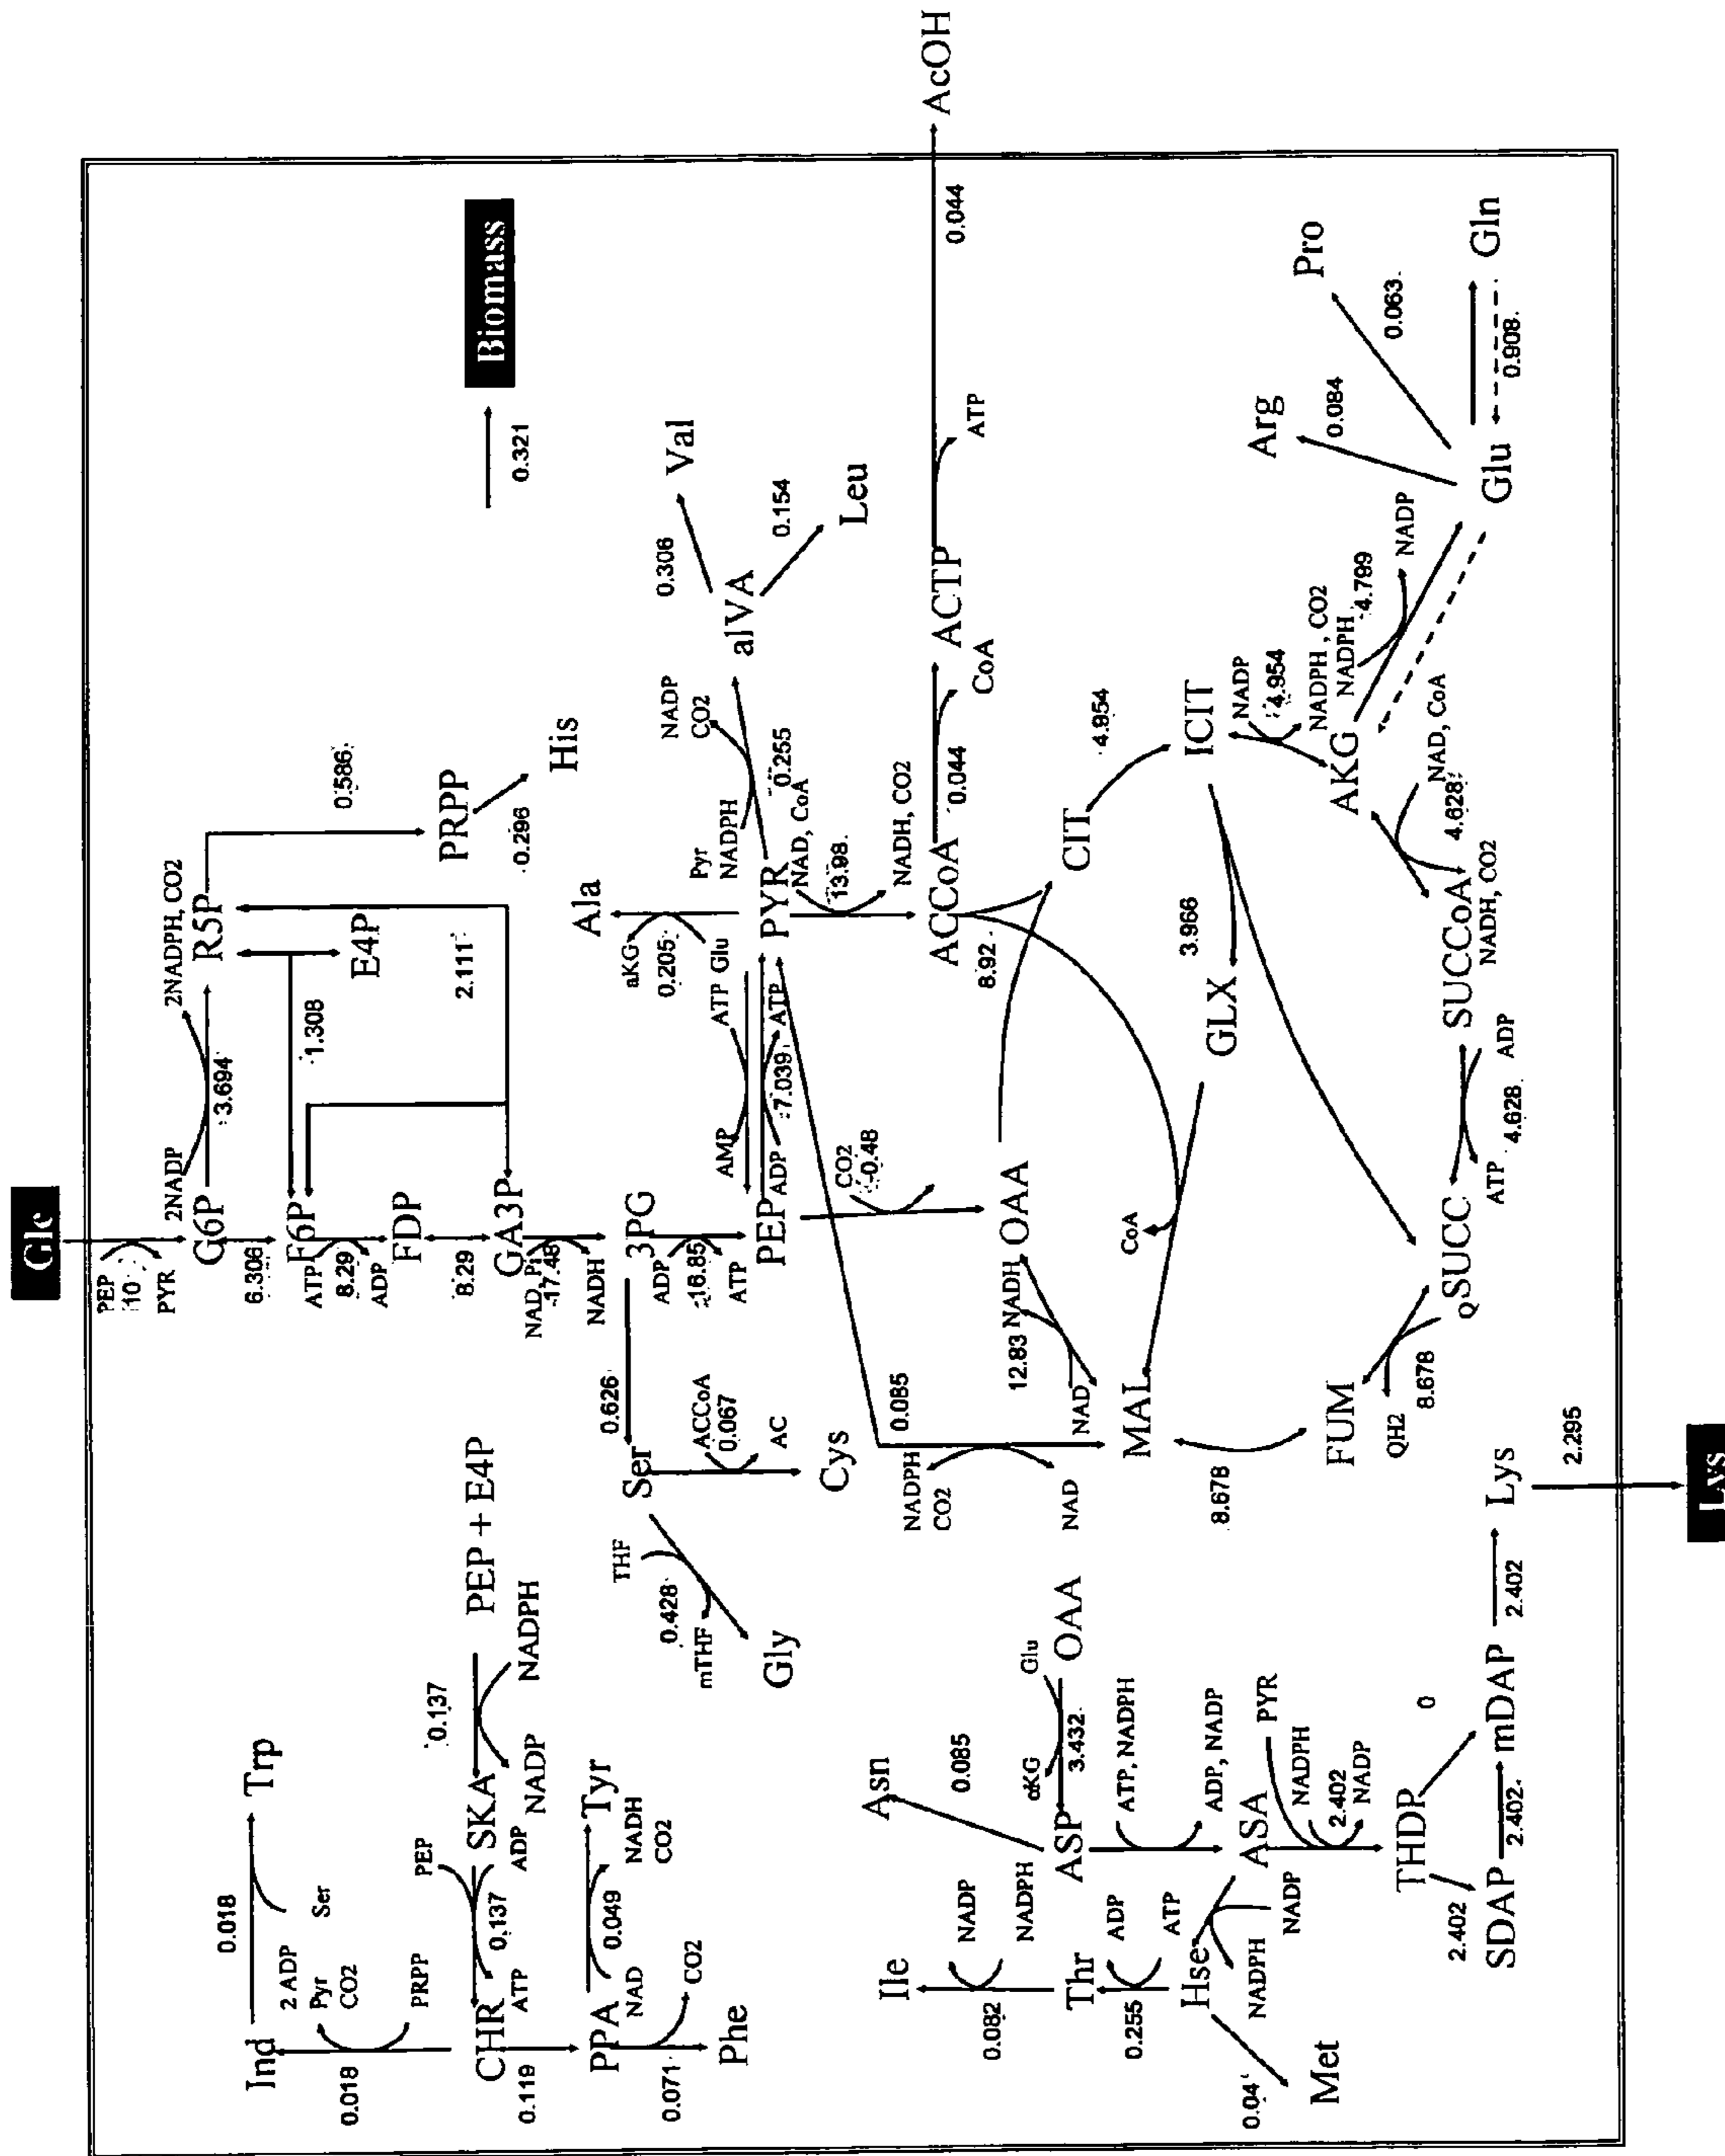 Glc
PEP
10
PYR
2NADP
2NADPH, CO2
G6P
3.694
R5P
0.586
6.306
1.308
F6P
E4P
ATP
8.29
ADP
FDP
2.111
PRPP
0.296
His
8.29
GA3P
NAD, Pi
17.48
NADH
3PG
ADP
16.85
ATP
PEP
0.321
Biomass
Ala
aKG
0.205
Glu
ATP
AMP
ADP
7.039
ATP
PYR
Pyr
NADPH
NADP
CO2
0.255
alVA
0.306
Val
0.154
Leu
NAD, CoA
13.98
NADH, CO2
ACCoA
0.044
CoA
ACTP
ATP
0.044
AcOH
CO2
0.48
OAA
8.92
CIT
4.954
ICIT
NADP
4.954
NADPH, CO2
NADPH
4.799
NADP
AKG
3.966
GLX
CoA
NADH
12.83
NAD
MAL
0.085
NADPH
CO2
NAD
8.678
FUM
QH2
8.678
Q
SUCC
ATP
4.628
ADP
SUCCoA
NADH, CO2
4.628
NAD, CoA
Glu
0.084
Arg
0.063
Pro
0.908
Gln
0.626
Ser
ACCoA
0.067
AC
Cys
THF
0.428
mTHF
Gly
PEP + E4P
0.137
NADPH
NADP
SKA
PEP
ADP
0.137
ATP
CHR
0.018
PRPP
2 ADP
Pyr
CO2
Ind
0.018
Ser
Trp
0.119
PPA
NAD
0.049
NADH
CO2
Tyr
0.071
CO2
Phe
OAA
Glu
3.432
αKG
ASP
0.085
Asn
ATP, NADPH
ADP, NADP
ASA
PYR
NADPH
2.402
NADP
THDP
0
2.402
SDAP
2.402
mDAP
2.402
Lys
2.295
Lys
NADP
NADPH
Hse
0.04
Met
0.255
ATP
ADP
Thr
0.082
NADPH
NADP
Ile